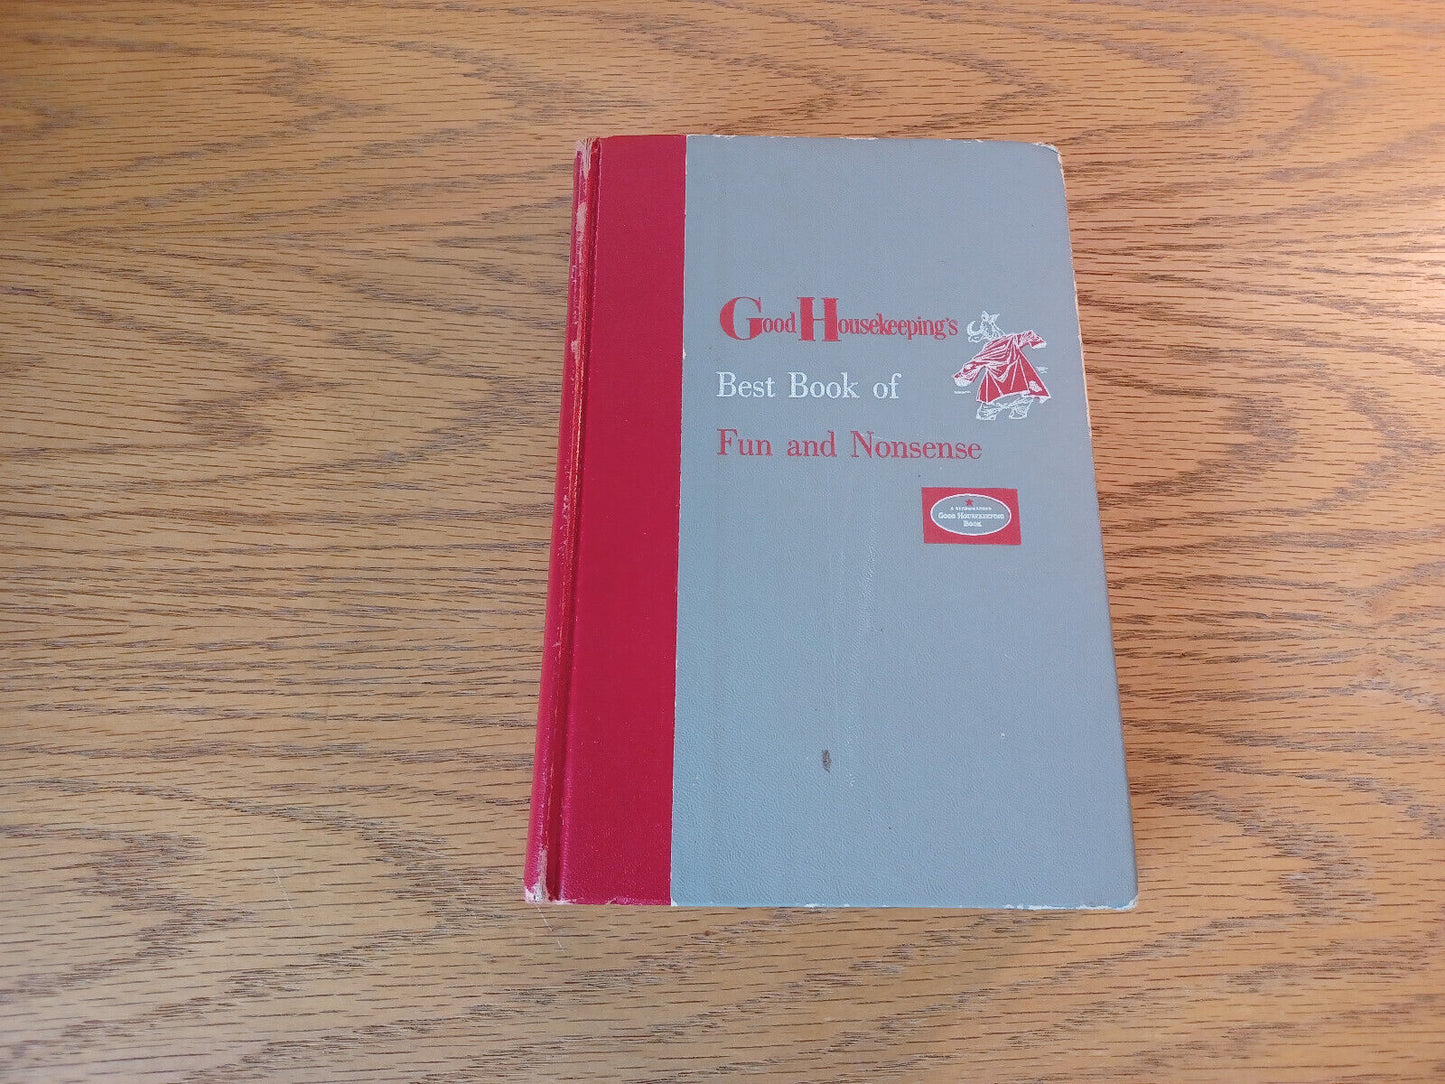 Good Housekeeping's
Best Book of
Fun and Nonsense
A
Good Housekeeping
Book